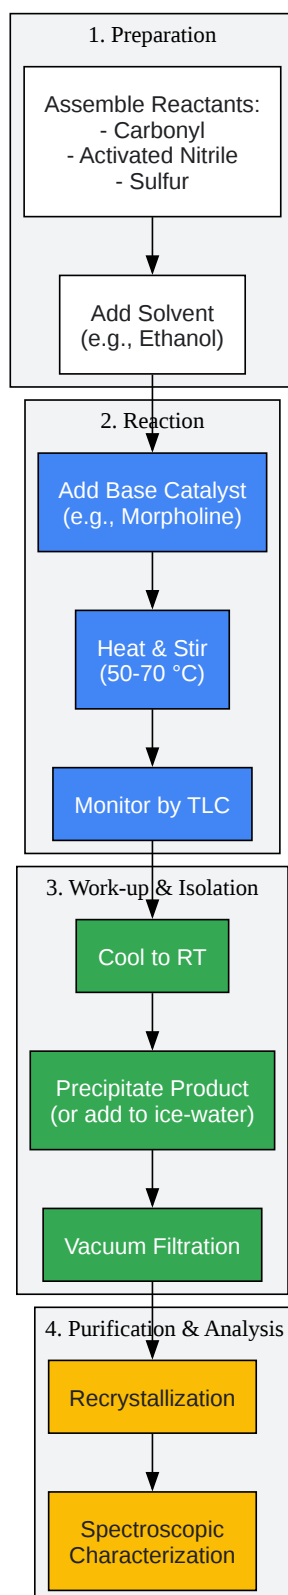 1. Preparation
Assemble Reactants:
- Carbonyl
- Activated Nitrile
- Sulfur
Add Solvent
(e.g., Ethanol)
2. Reaction
Add Base Catalyst
(e.g., Morpholine)
Heat & Stir
(50-70 °C)
Monitor by TLC
3. Work-up & Isolation
Cool to RT
Precipitate Product
(or add to ice-water)
Vacuum Filtration
4. Purification & Analysis
Recrystallization
Spectroscopic
Characterization